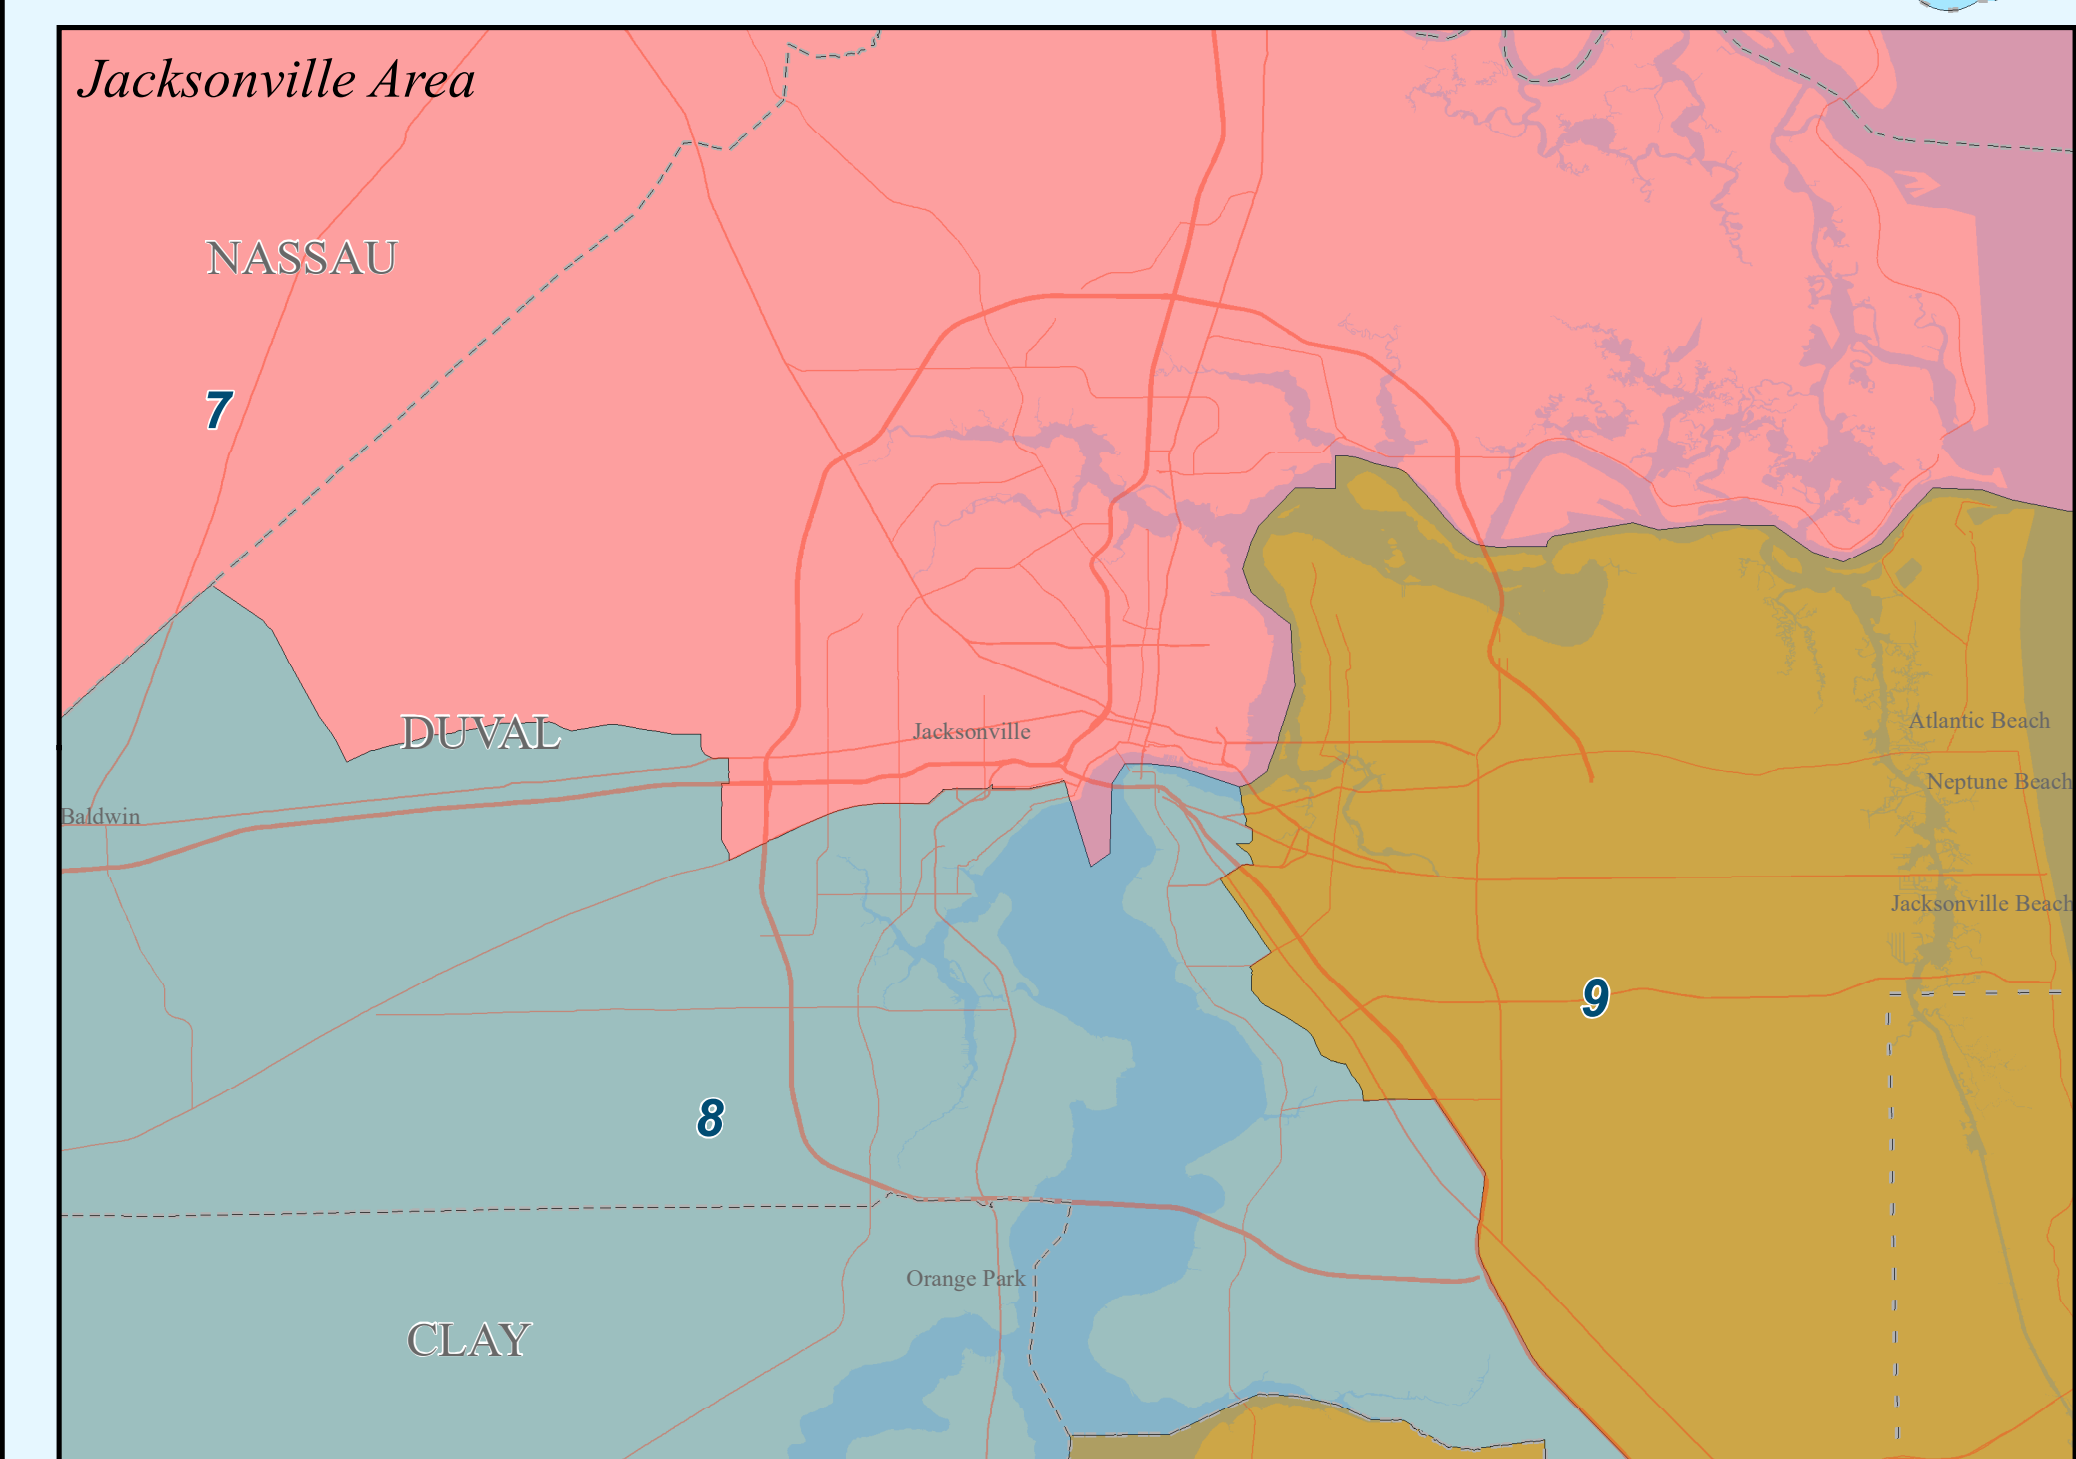 Jacksonville Area
NASSAU
7
DUVAL
Jacksonville
Atlantic Beach
Neptune Beach
Baldwin
Jacksonville Beach
9
8
Orange Park
CLAY